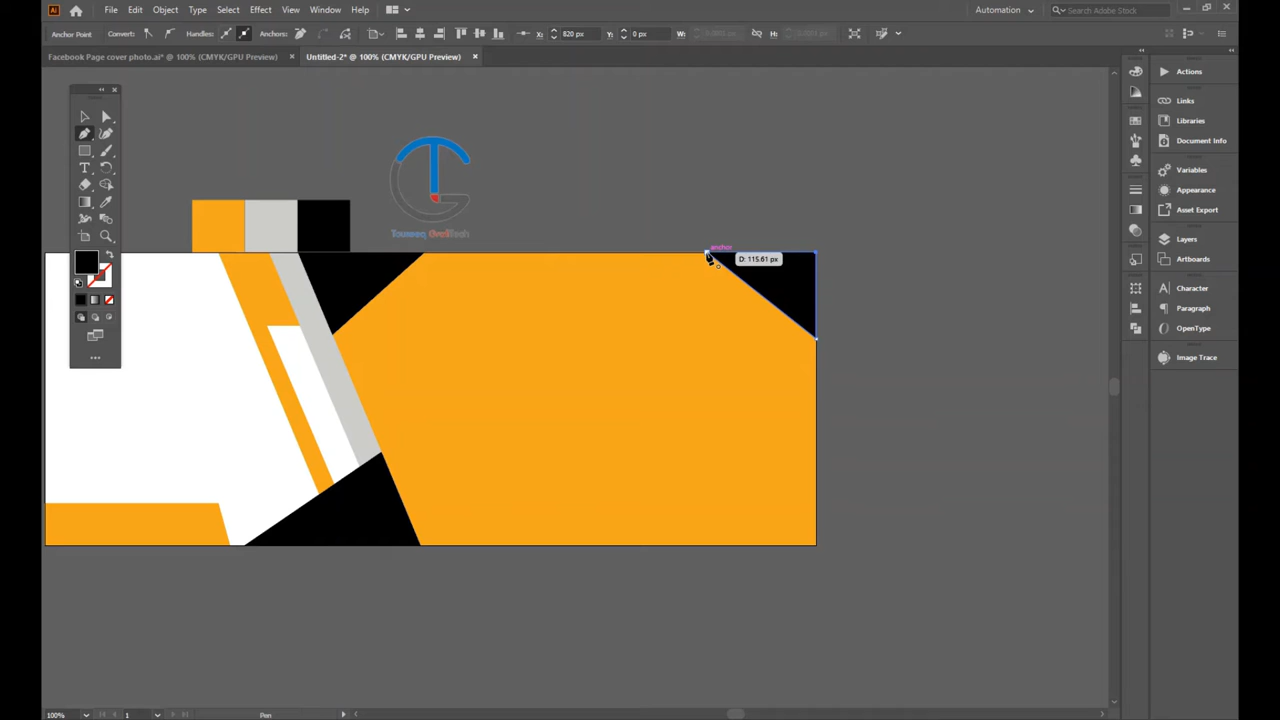 Ai File Edit Object Type Select Effect View Window Help Automation Search Adobe Stock
Anchor Point Convert: Handles: Anchors: X: 820 px Y: 0 px W: H:
Facebook Page cover photo.ai* @ 100% (CMYK/GPU Preview) Untitled-2* @ 100% (CMYK/GPU Preview)
Actions
Links
Libraries
Document Info
Variables
Appearance
Asset Export
Layers
Artboards
Character
Paragraph
OpenType
Image Trace
anchor
D: 115.61 px
100% 1 Pen